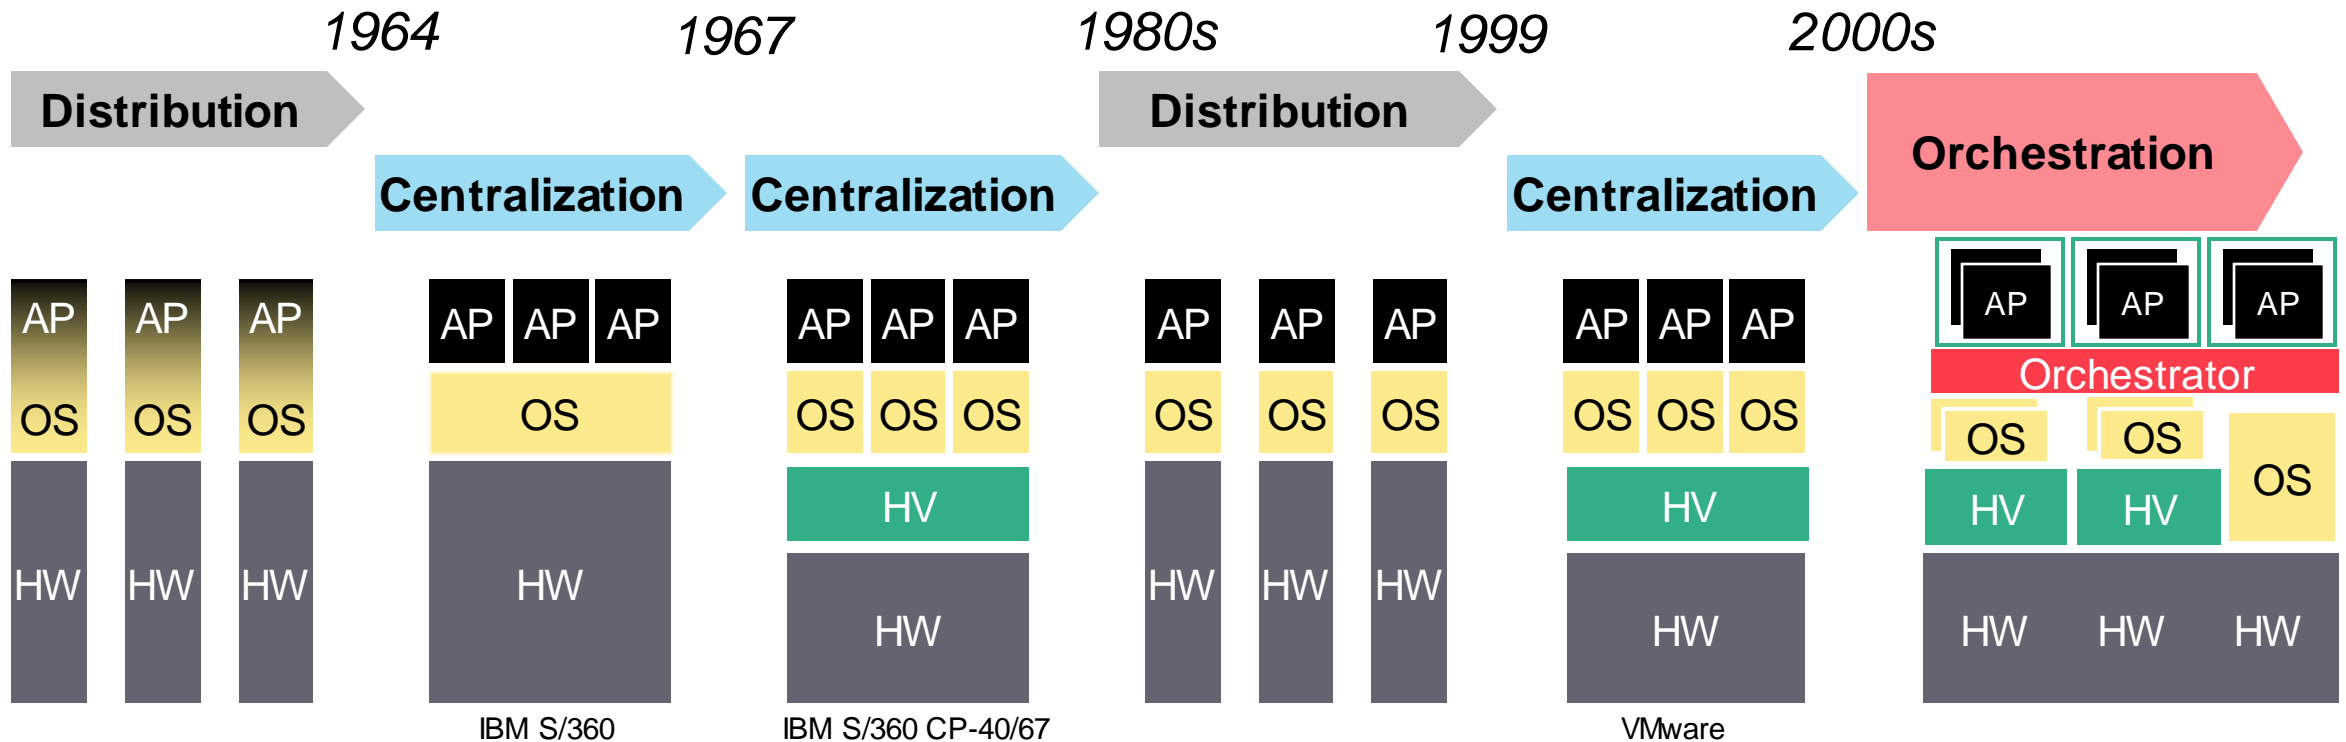 1964 1967 1980s 1999 2000s
Distribution Distribution
Orchestration
Centralization Centralization Centralization
AP AP AP AP AP AP AP AP AP AP AP AP AP AP AP AP AP AP
Orchestrator
OS OS OS OS OS OS OS OS OS OS OS OS OS OS OS
OS
HV HV HV HV
HW HW HW HW HW HW HW
HW HW HW HW HW
IBM S/360 IBM S/360 CP-40/67 VMware